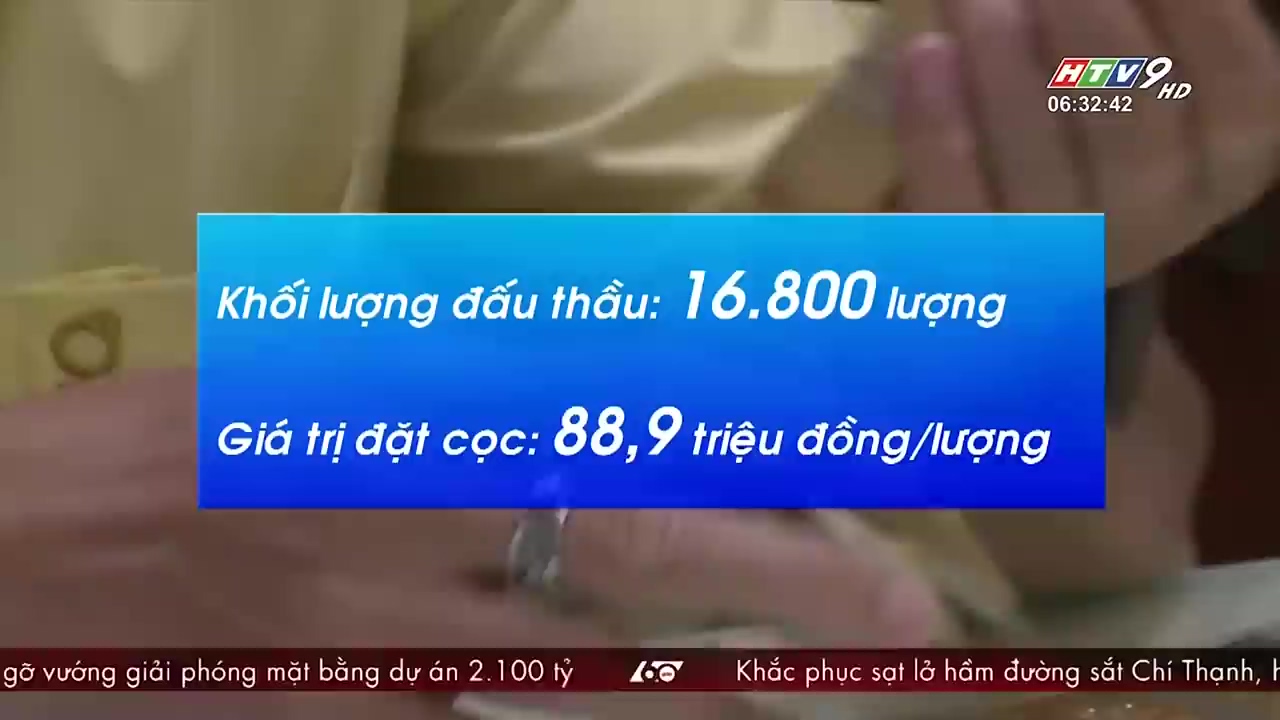 HTV9 HD
06:32:42
Khối lượng đấu thầu: 16.800 lượng
Giá trị đặt cọc: 88,9 triệu đồng/lượng
gỡ vướng giải phóng mặt bằng dự án 2.100 tỷ
Khắc phục sạt lở hầm đường sắt Chí Thạnh,